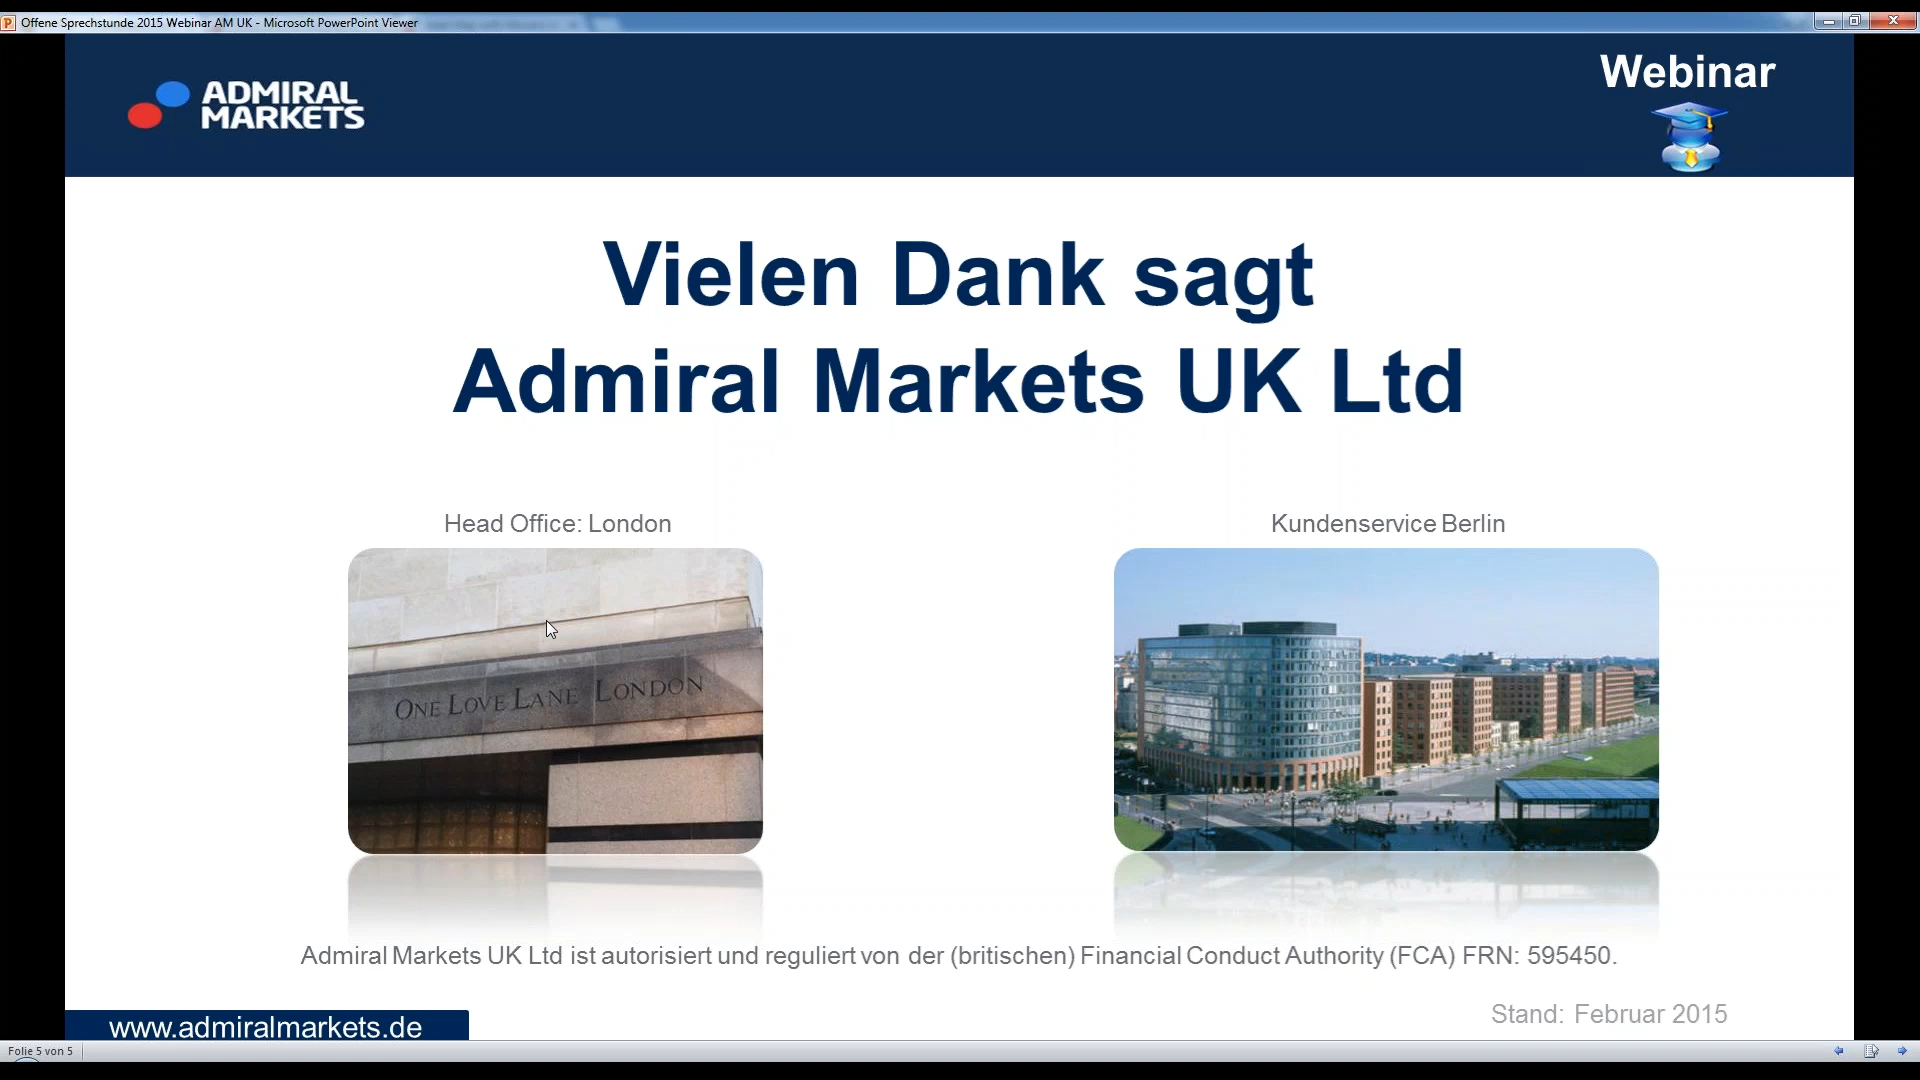 Offene Sprechstunde 2015 Webinar AM UK - Microsoft PowerPoint Viewer
ADMIRAL
MARKETS
Webinar
Vielen Dank sagt
Admiral Markets UK Ltd
Head Office: London
Kundenservice Berlin
ONE LOVE LANE LONDON
Admiral Markets UK Ltd ist autorisiert und reguliert von der (britischen) Financial Conduct Authority (FCA) FRN: 595450.
Stand: Februar 2015
www.admiralmarkets.de
Folie 5 von 5